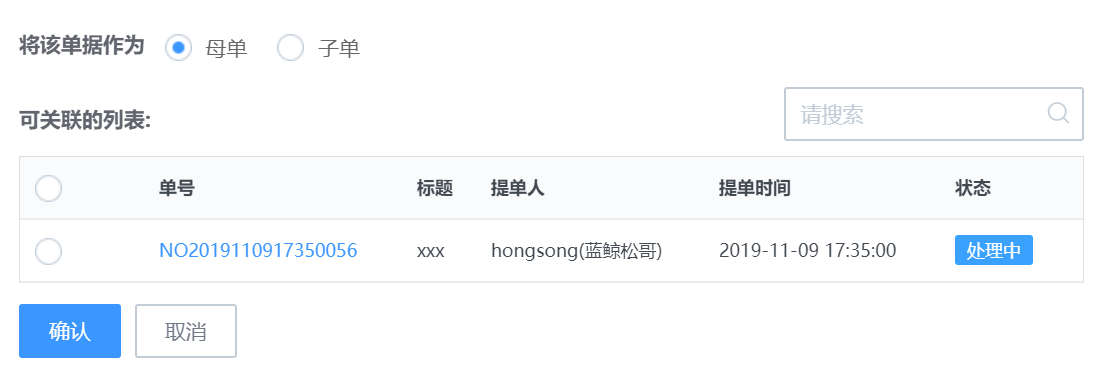 将该单据作为 母单 子单
可关联的列表:
请搜索
单号 标题 提单人 提单时间 状态
NO2019110917350056 xxx hongsong(蓝鲸松哥) 2019-11-09 17:35:00 处理中
确认 取消